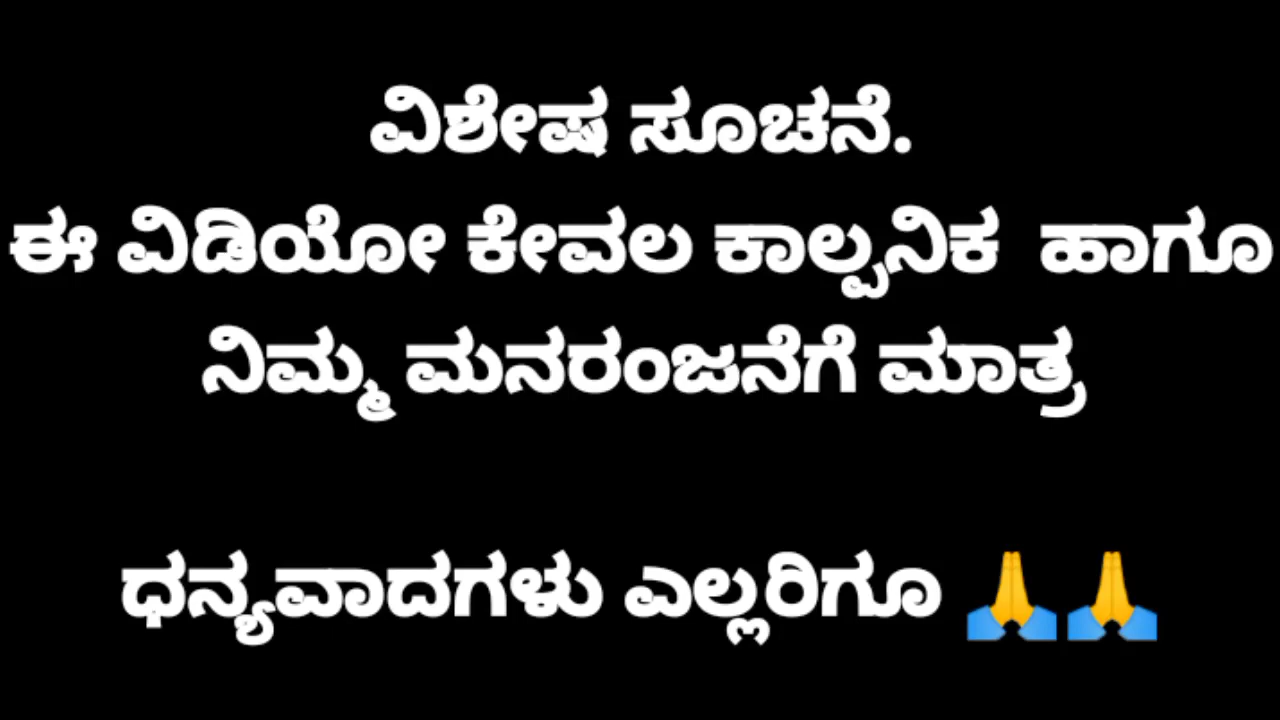 ವಿಶೇಷ ಸೂಚನೆ.
ಈ ವಿಡಿಯೋ ಕೇವಲ ಕಾಲ್ಪನಿಕ ಹಾಗೂ
ನಿಮ್ಮ ಮನರಂಜನೆಗೆ ಮಾತ್ರ
ಧನ್ಯವಾದಗಳು ಎಲ್ಲರಿಗೂ 🙏🙏